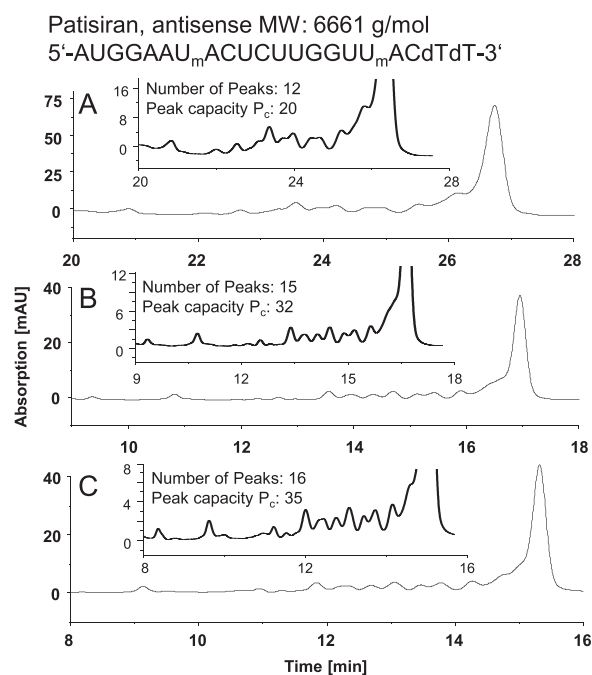 Patisiran, antisense MW: 6661 g/mol
5‘-AUGGAAUmACUCUUGGUUmACdTdT-3‘
A
Number of Peaks: 12
Peak capacity Pc: 20
16
8
0
20 24 28
75
50
25
0
20 22 24 26 28
B
Number of Peaks: 15
Peak capacity Pc: 32
12
6
0
9 12 15 18
40
20
0
10 12 14 16 18
Absorption [mAU]
C
Number of Peaks: 16
Peak capacity Pc: 35
8
4
0
8 12 16
40
20
0
8 10 12 14 16
Time [min]